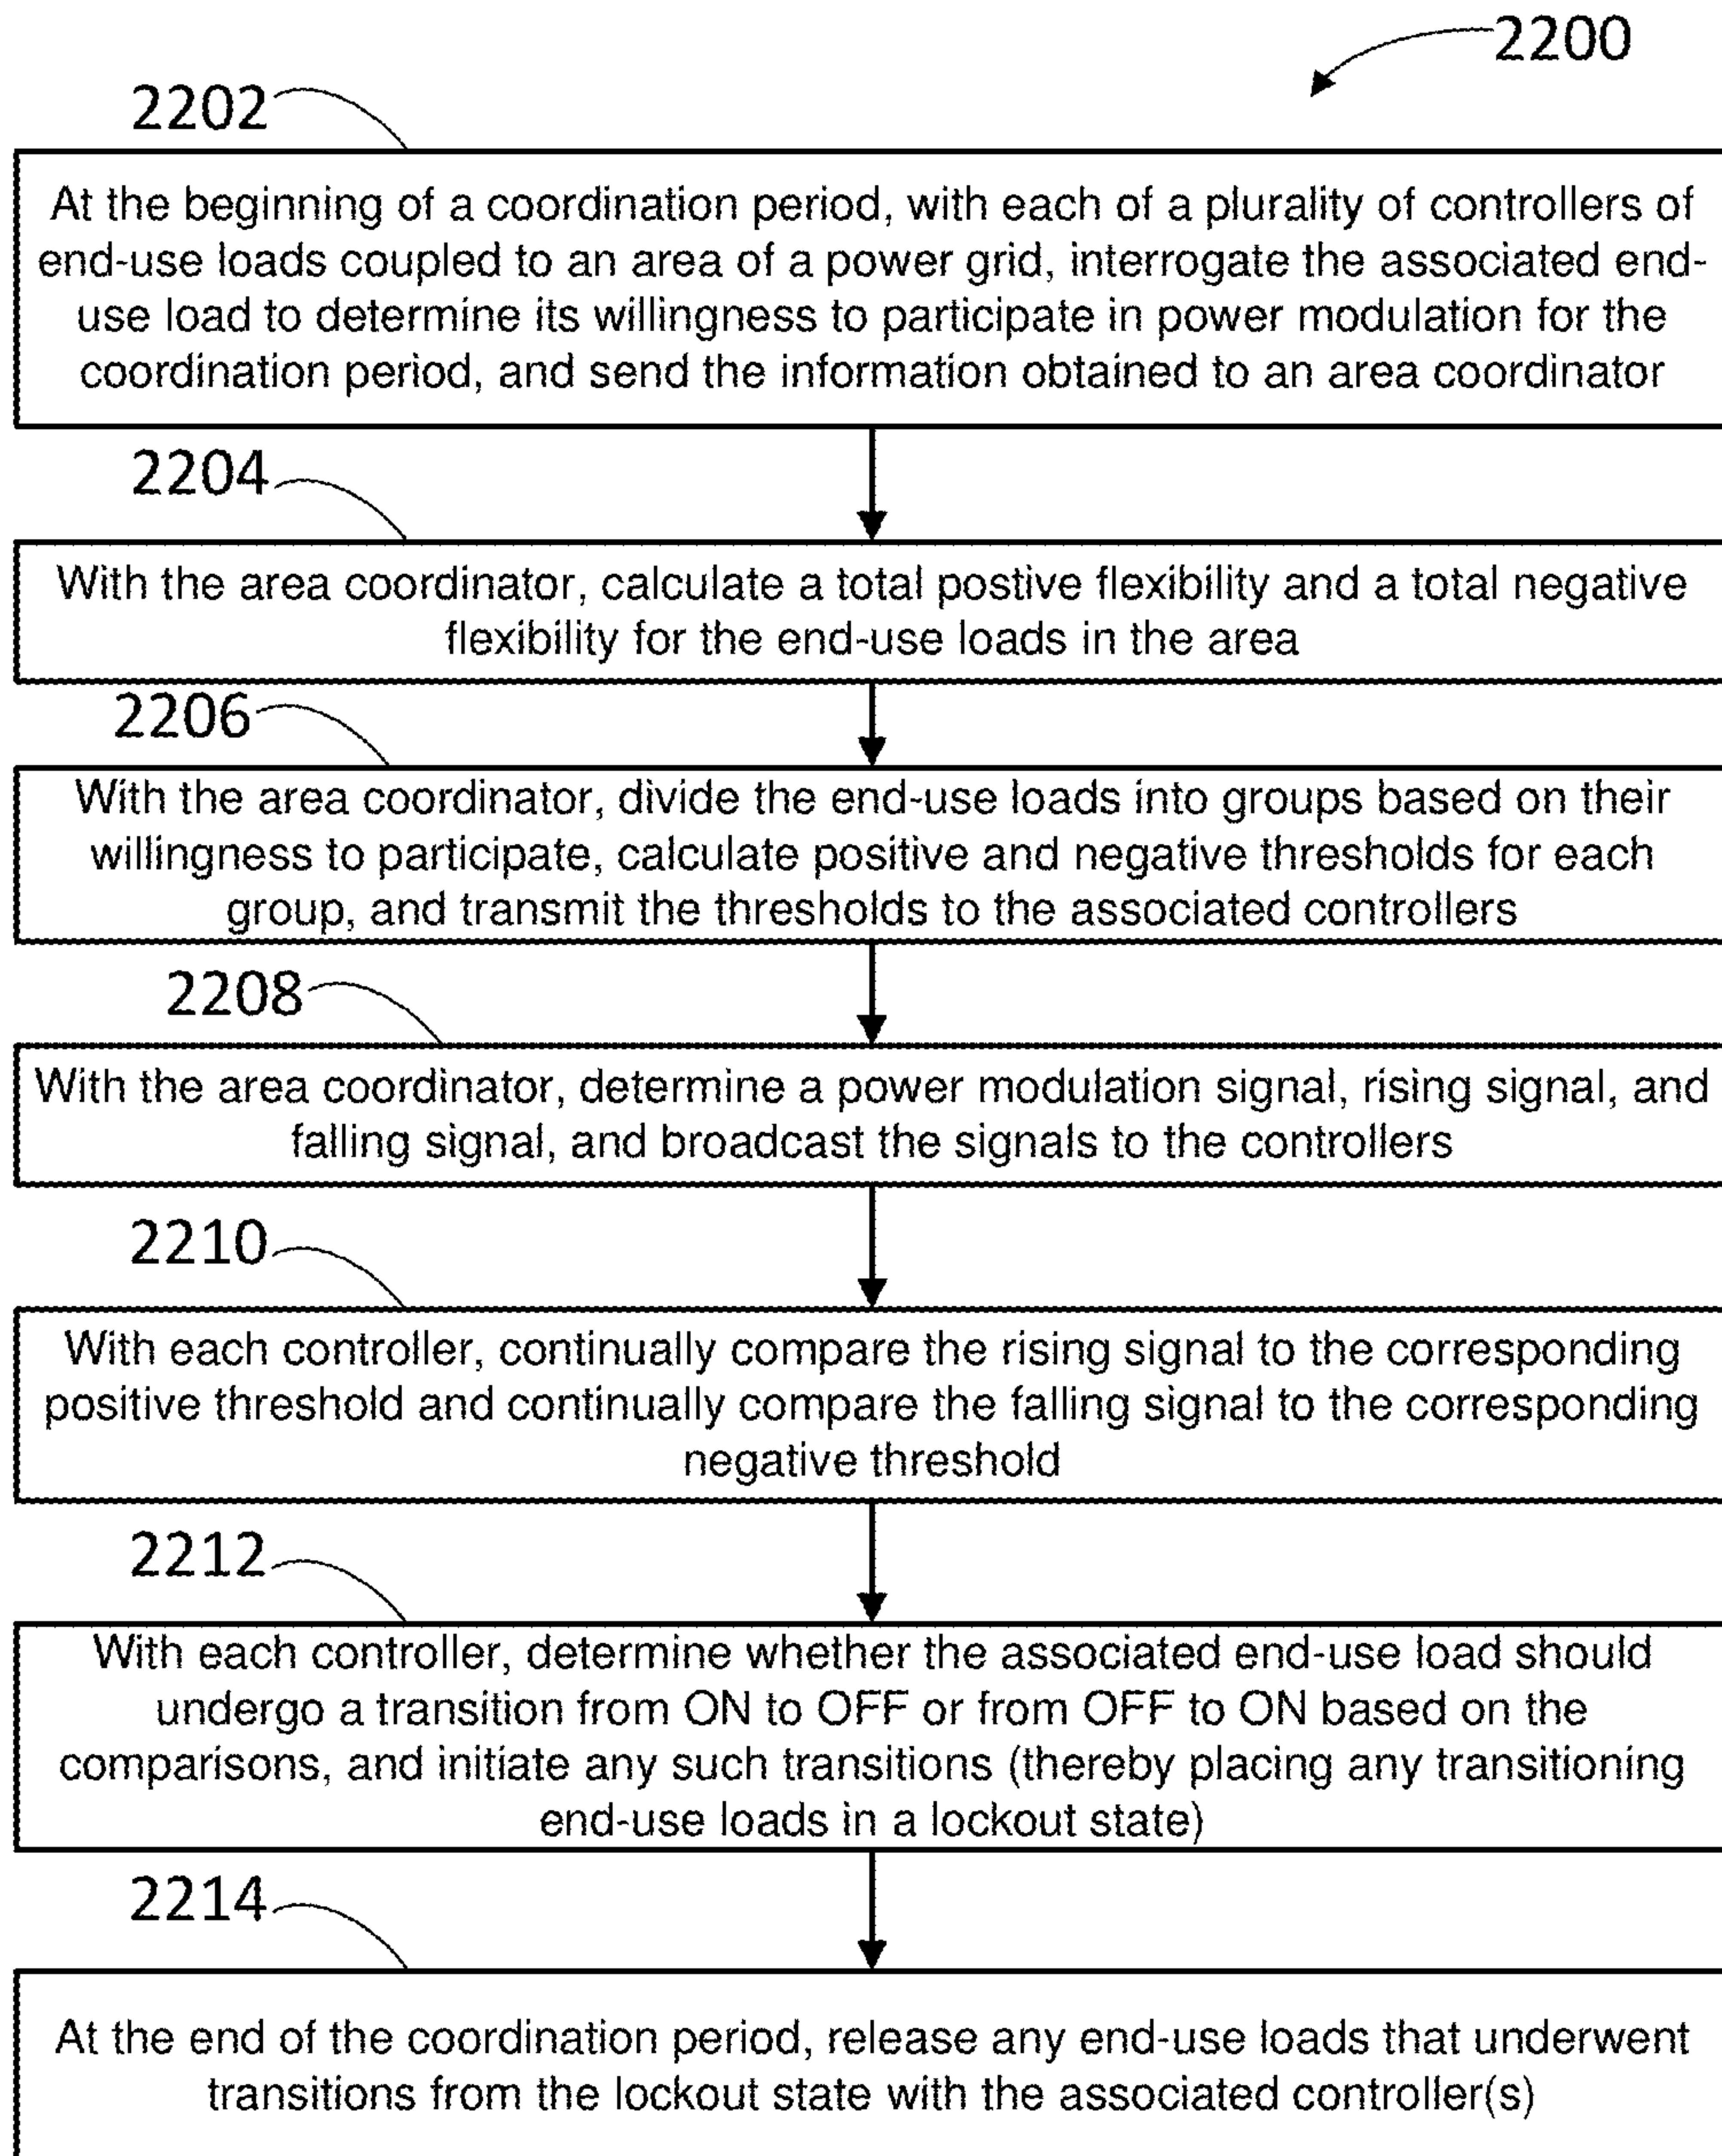 2200
2202
At the beginning of a coordination period, with each of a plurality of controllers of
end-use loads coupled to an area of a power grid, interrogate the associated end-
use load to determine its willingness to participate in power modulation for the
coordination period, and send the information obtained to an area coordinator
2204
With the area coordinator, calculate a total postive flexibility and a total negative
flexibility for the end-use loads in the area
2206
With the area coordinator, divide the end-use loads into groups based on their
willingness to participate, calculate positive and negative thresholds for each
group, and transmit the thresholds to the associated controllers
2208
With the area coordinator, determine a power modulation signal, rising signal, and
falling signal, and broadcast the signals to the controllers
2210
With each controller, continually compare the rising signal to the corresponding
positive threshold and continually compare the falling signal to the corresponding
negative threshold
2212
With each controller, determine whether the associated end-use load should
undergo a transition from ON to OFF or from OFF to ON based on the
comparisons, and initiate any such transitions (thereby placing any transitioning
end-use loads in a lockout state)
2214
At the end of the coordination period, release any end-use loads that underwent
transitions from the lockout state with the associated controller(s)